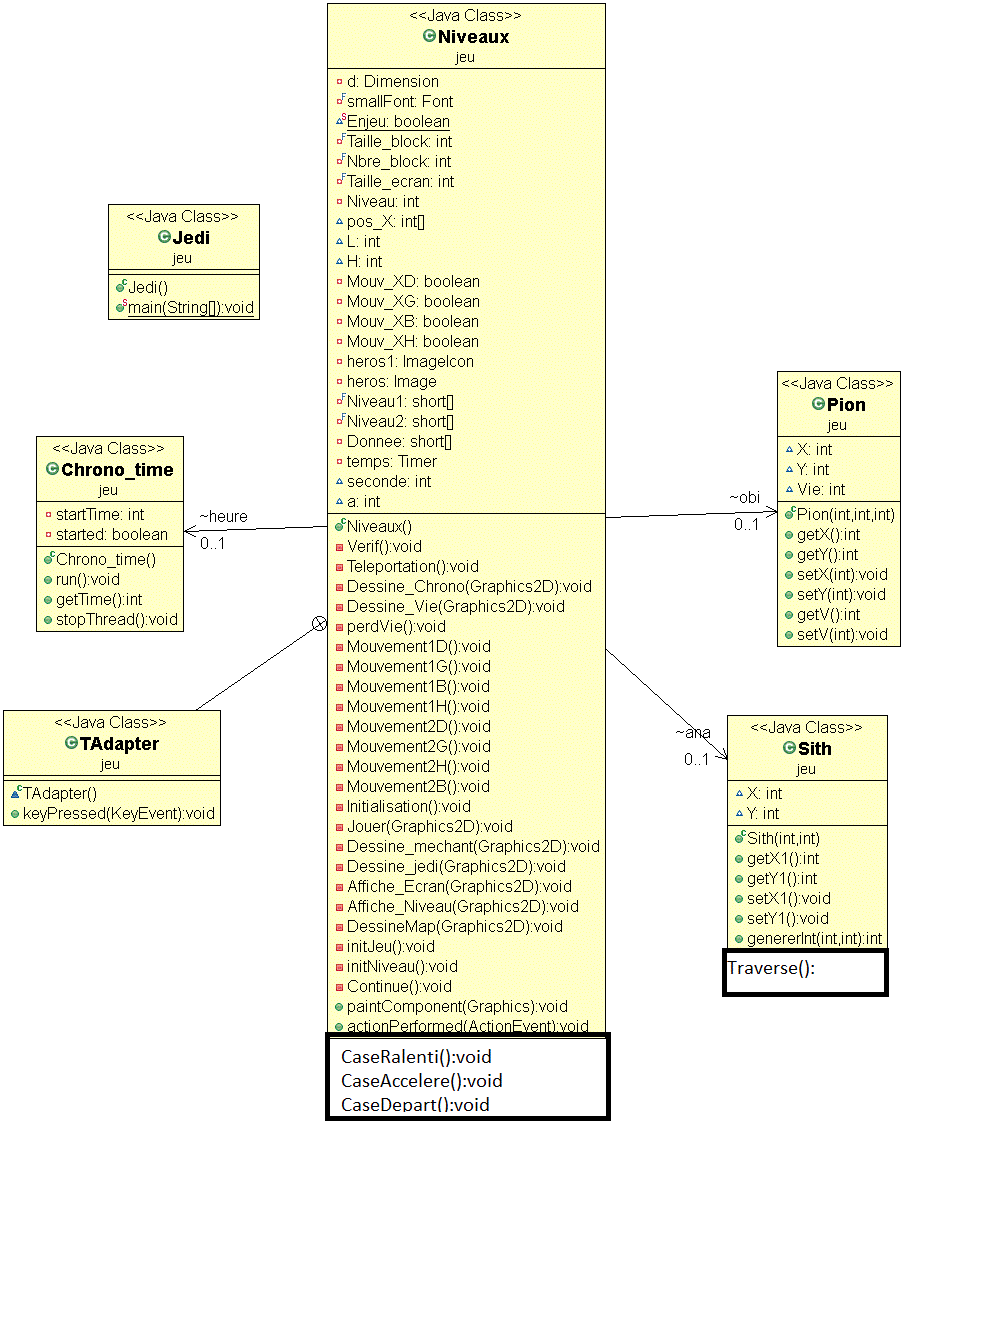 <<Java Class>>
Niveaux
jeu
d: Dimension
smallFont: Font
Enjeu: boolean
Taille_block: int
Nbre_block: int
Taille_ecran: int
Niveau: int
pos_X: int[]
L: int
H: int
Mouv_XD: boolean
Mouv_XG: boolean
Mouv_XB: boolean
Mouv_XH: boolean
heros1: ImageIcon
heros: Image
Niveau1: short[]
Niveau2: short[]
Donnee: short[]
temps: Timer
seconde: int
a: int
Niveaux()
Verif():void
Teleportation():void
Dessine_Chrono(Graphics2D):void
Dessine_Vie(Graphics2D):void
perdVie():void
Mouvement1D():void
Mouvement1G():void
Mouvement1B():void
Mouvement1H():void
Mouvement2D():void
Mouvement2G():void
Mouvement2H():void
Mouvement2B():void
Initialisation():void
Jouer(Graphics2D):void
Dessine_mechant(Graphics2D):void
Dessine_jedi(Graphics2D):void
Affiche_Ecran(Graphics2D):void
Affiche_Niveau(Graphics2D):void
DessineMap(Graphics2D):void
initJeu():void
initNiveau():void
Continue():void
paintComponent(Graphics):void
actionPerformed(ActionEvent):void
CaseRalenti():void
CaseAccelere():void
CaseDepart():void
<<Java Class>>
Jedi
jeu
Jedi()
main(String[]):void
<<Java Class>>
Chrono_time
jeu
startTime: int
started: boolean
Chrono_time()
run():void
getTime():int
stopThread():void
~heure
0..1
<<Java Class>>
TAdapter
jeu
TAdapter()
keyPressed(KeyEvent):void
<<Java Class>>
Pion
jeu
X: int
Y: int
Vie: int
Pion(int,int,int)
getX():int
getY():int
setX(int):void
setY(int):void
getV():int
setV(int):void
~obi
0..1
~ana
0..1
<<Java Class>>
Sith
jeu
X: int
Y: int
Sith(int,int)
getX1():int
getY1():int
setX1():void
setY1():void
genererInt(int,int):int
Traverse():